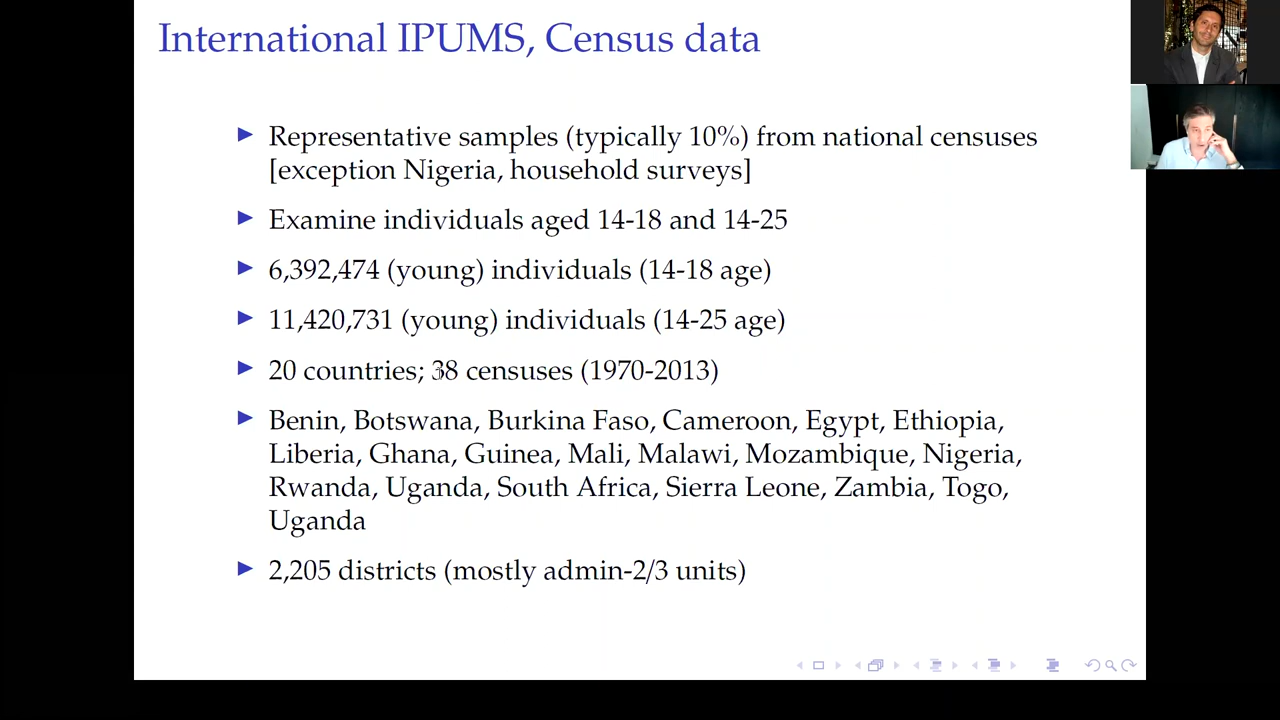 International IPUMS, Census data
Representative samples (typically 10%) from national censuses
[exception Nigeria, household surveys]
Examine individuals aged 14-18 and 14-25
6,392,474 (young) individuals (14-18 age)
11,420,731 (young) individuals (14-25 age)
20 countries; 38 censuses (1970-2013)
Benin, Botswana, Burkina Faso, Cameroon, Egypt, Ethiopia,
Liberia, Ghana, Guinea, Mali, Malawi, Mozambique, Nigeria,
Rwanda, Uganda, South Africa, Sierra Leone, Zambia, Togo,
Uganda
2,205 districts (mostly admin-2/3 units)